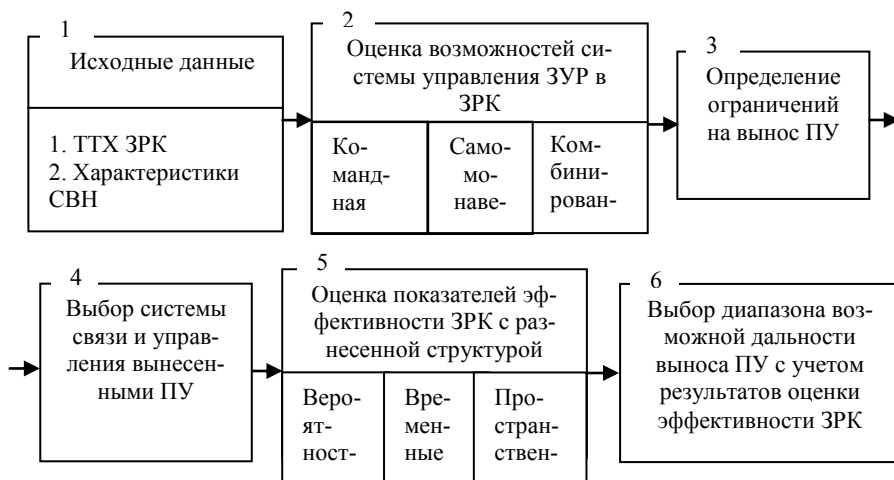 1
Исходные данные
1. ТТХ ЗРК
2. Характеристики
СВН
2
Оценка возможностей си-
стемы управления ЗУР в
ЗРК
Ко-
манд-
ная
Само-
мо-
наве-
Ком-
бини-
рован-
3
Определение
ограничений
на вынос ПУ
4
Выбор системы
связи и управ-
ления вынесен-
ными ПУ
5
Оценка показателей эф-
фективности ЗРК с раз-
несенной структурой
Веро-
ят-
ност-
Вре-
мен-
ные
Про-
стран-
ствен-
6
Выбор диапазона воз-
можной дальности
выноса ПУ с учетом
результатов оценки
эффективности ЗРК